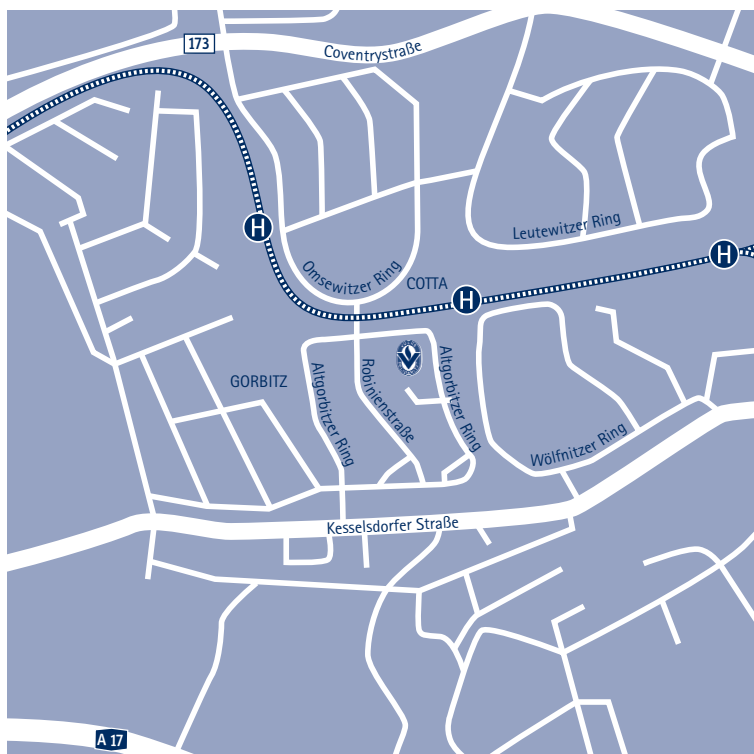 173
Coventrystraße
H
Leutewitzer Ring
Omsewitzer Ring
COTTA
H
H
GORBITZ
Altgorbitzer Ring
Robinienstraße
Altgorbitzer Ring
Wölfnitzer Ring
Kesselsdorfer Straße
A 17